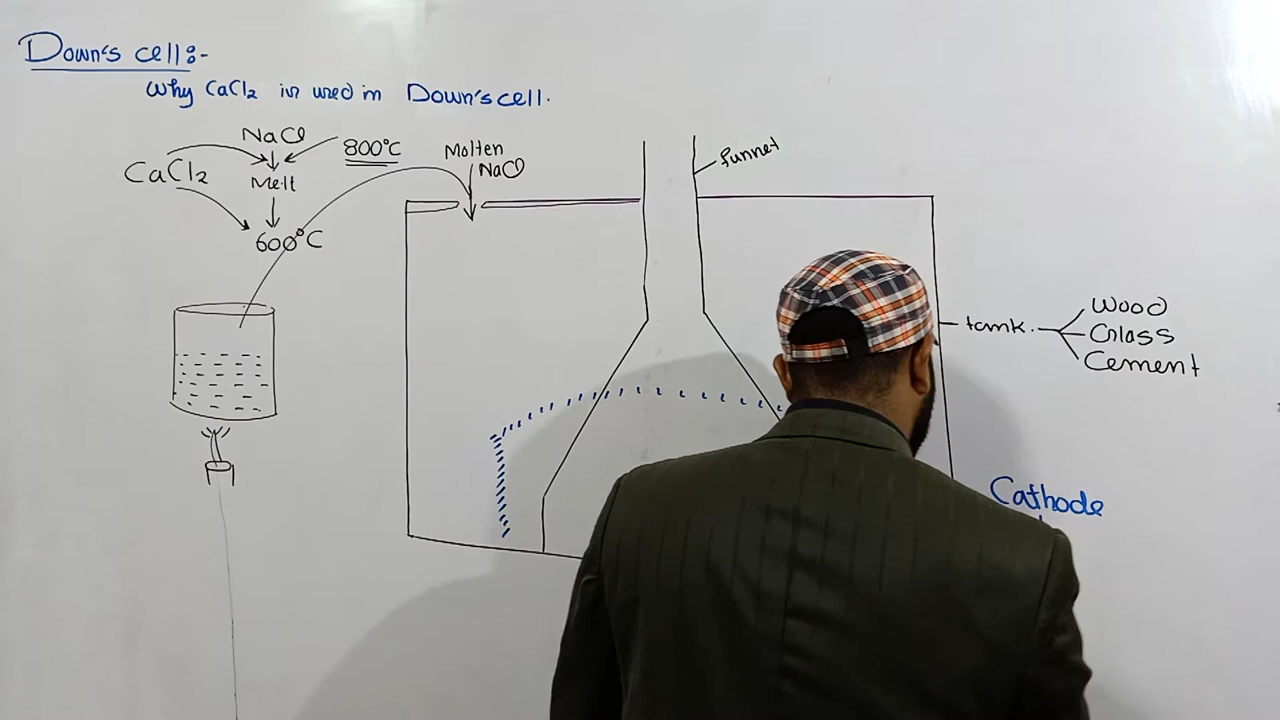 Down's cell:-
Why CaCl2 is used in Down's cell.
NaCl
800°C
CaCl2
Melt
600°C
Molten
NaCl
funnel
tank.
Wood
Glass
Cement
Cathode